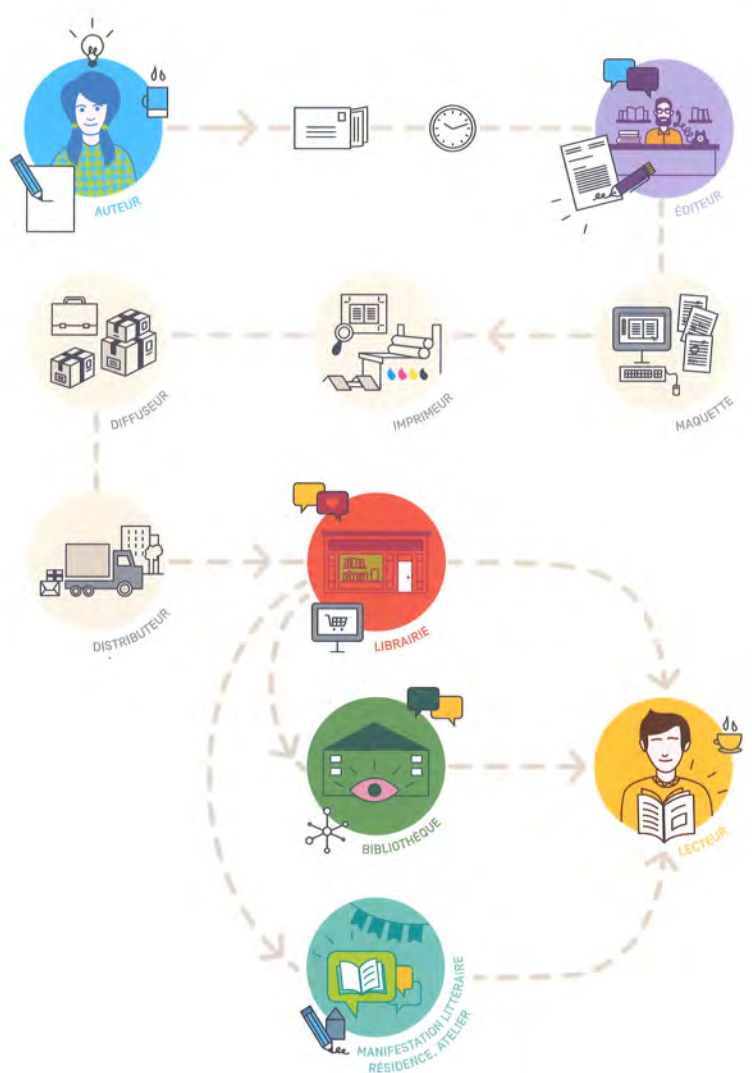 AUTEUR
ÉDITEUR
DIFFUSEUR
IMPRIMEUR
MAQUETTE
DISTRIBUTEUR
LIBRAIRIE
BIBLIOTHÈQUE
LECTEUR
MANIFESTATION LITTÉRAIRE
RÉSIDENCE, ATELIER